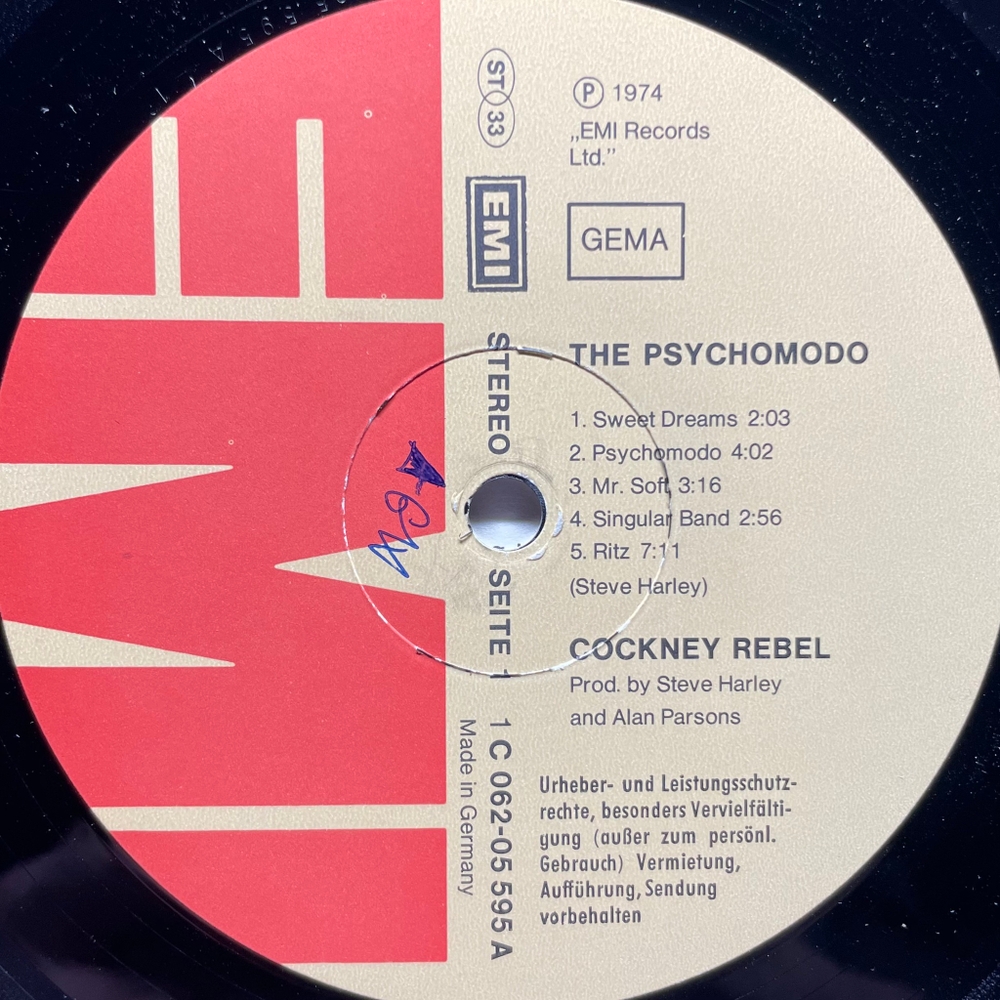 ST 33
EMI
STEREO SEITE 1 1 C 062-05 595 A
Made in Germany
Ⓟ 1974
„EMI Records
Ltd.”
GEMA
THE PSYCHOMODO
1. Sweet Dreams 2:03
2. Psychomodo 4:02
3. Mr. Soft 3:16
4. Singular Band 2:56
5. Ritz 7:11
(Steve Harley)
COCKNEY REBEL
Prod. by Steve Harley
and Alan Parsons
Urheber- und Leistungsschutz-
rechte, besonders Vervielfälti-
gung (außer zum persönl.
Gebrauch) Vermietung,
Aufführung, Sendung
vorbehalten